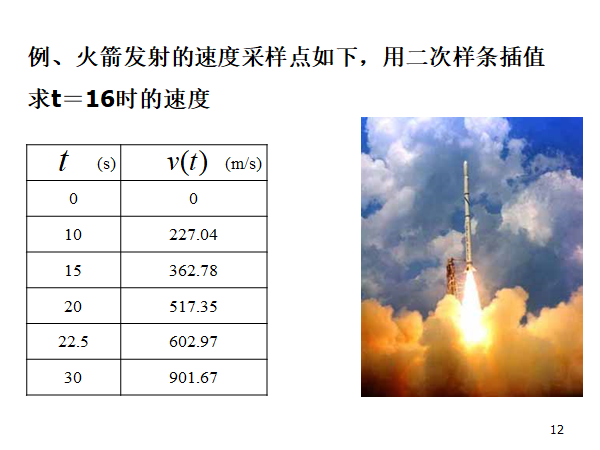 例、火箭发射的速度采样点如下，用二次样条插值
求t＝16时的速度
t (s) v(t) (m/s)
0 0
10 227.04
15 362.78
20 517.35
22.5 602.97
30 901.67
12